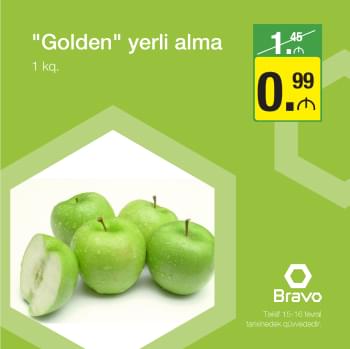 "Golden" yerli alma
1 kq.
1.45 ₼
0.99 ₼
Bravo
Təklif 15-16 fevral
tarixinədək qüvvədədir.